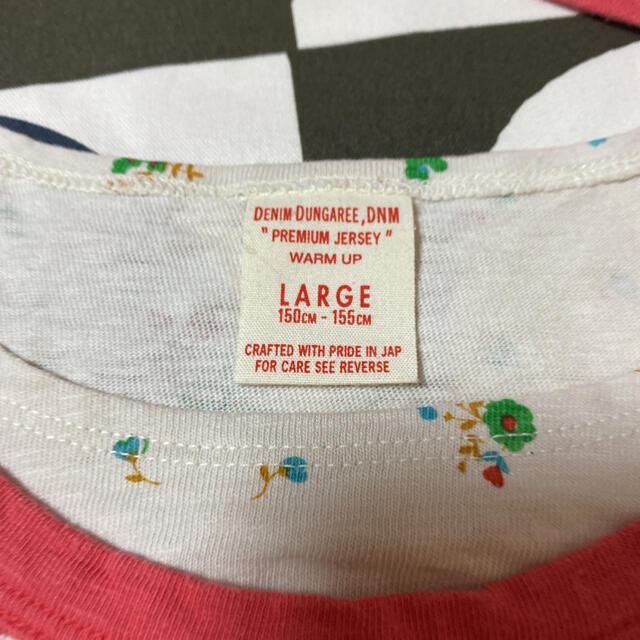 DENIM DUNGAREE, DNM
"PREMIUM JERSEY"
WARM UP
LARGE
150CM - 155CM
CRAFTED WITH PRIDE IN JAP
FOR CARE SEE REVERSE